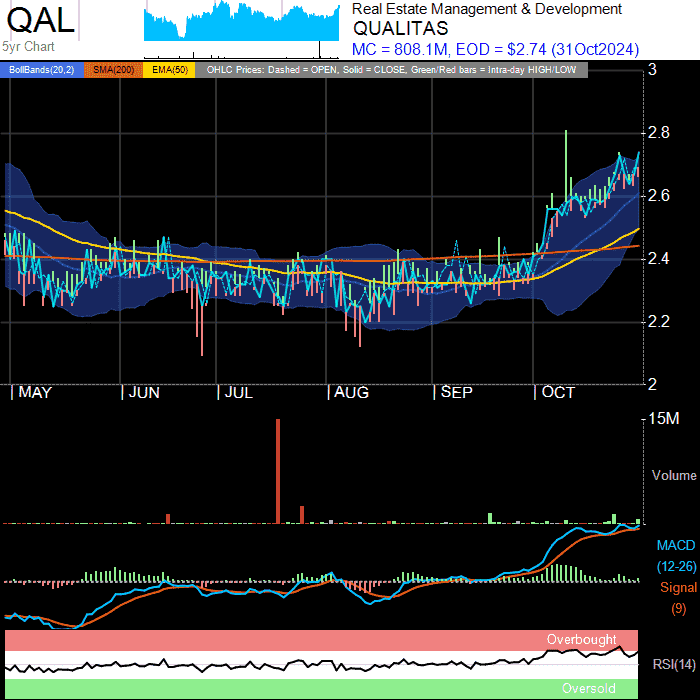 QAL
5yr Chart
Real Estate Management & Development
QUALITAS
MC = 808.1M, EOD = $2.74 (31Oct2024)
BollBands(20,2) SMA(200) EMA(50) OHLC Prices: Dashed = OPEN, Solid = CLOSE, Green/Red bars = Intra-day HIGH/LOW
3
2.8
2.6
2.4
2.2
2
MAY JUN JUL AUG SEP OCT
15M
Volume
MACD
(12-26)
Signal
(9)
Overbought
RSI(14)
Oversold